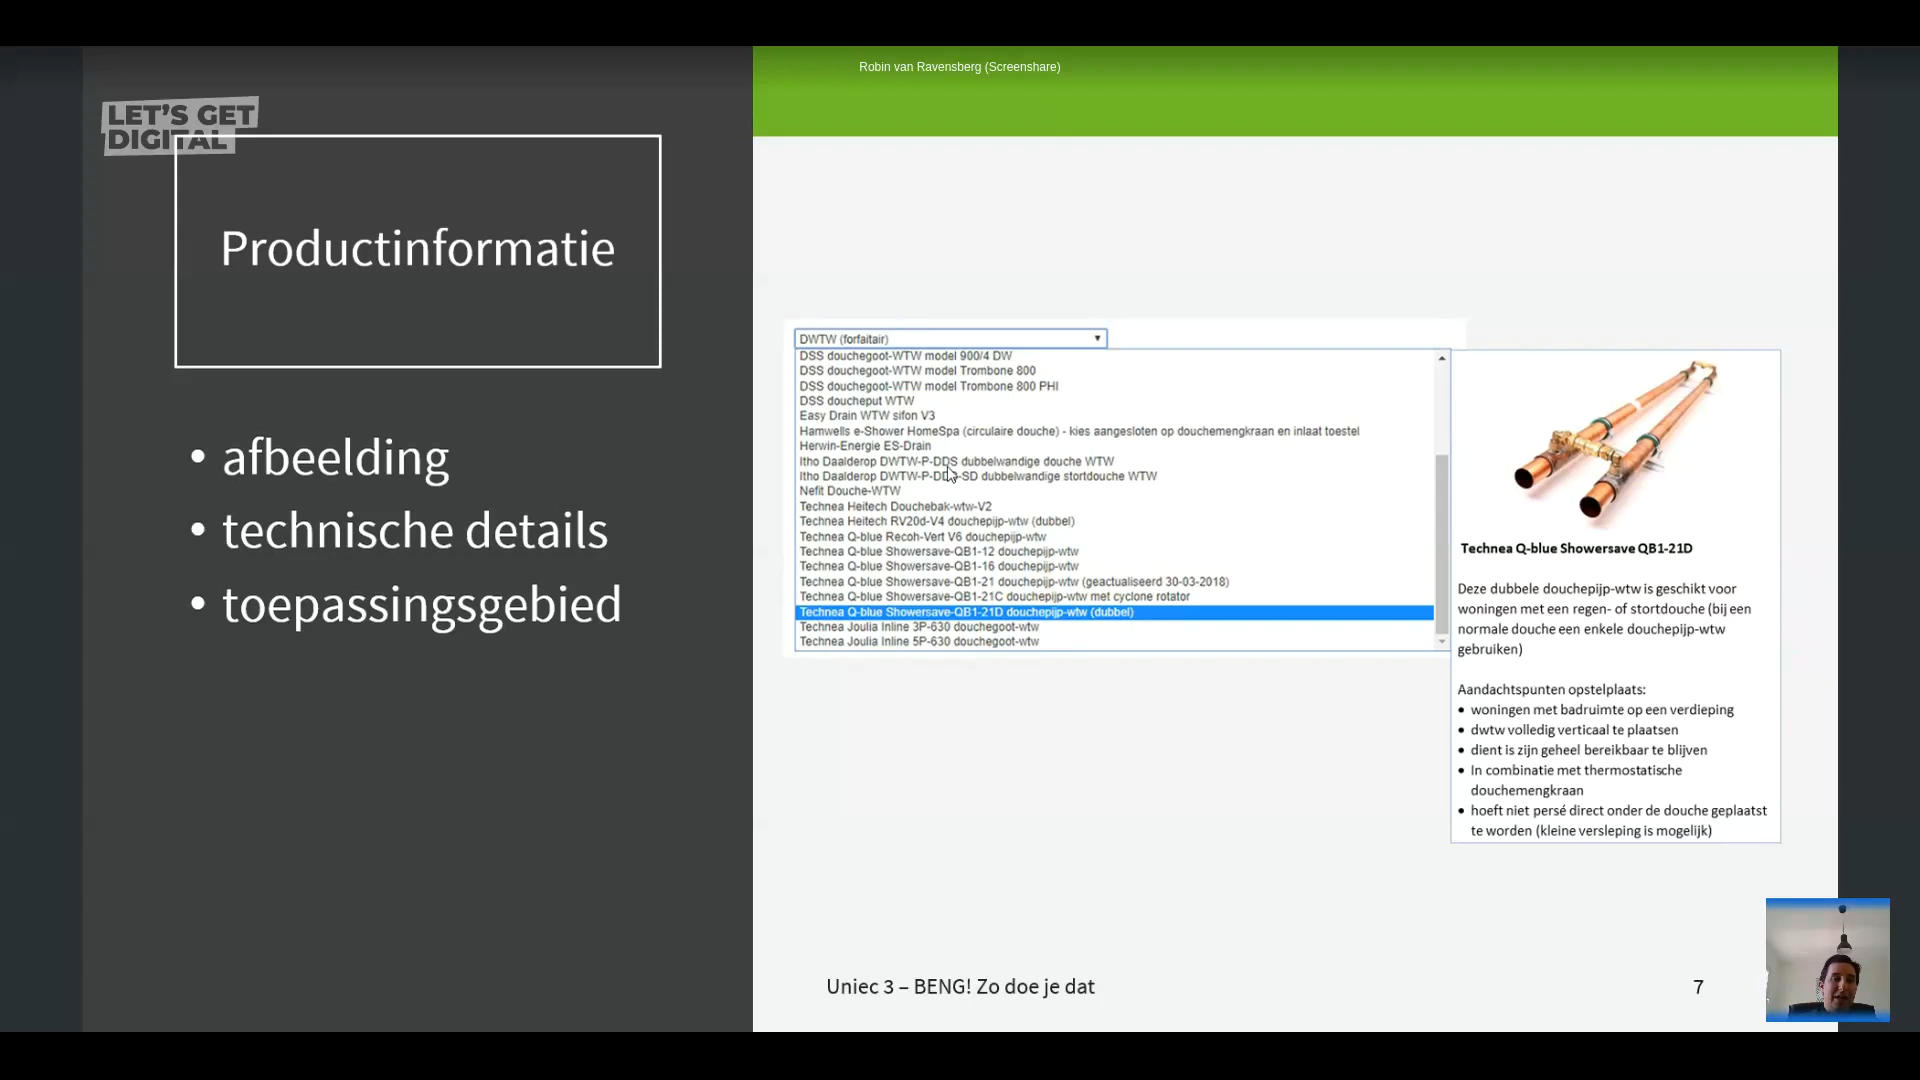 Robin van Ravensberg (Screenshare)
LET'S GET
DIGITAL
Productinformatie
• afbeelding
• technische details
• toepassingsgebied
DWTW (forfaitair)
DSS douchegoot-WTW model 900/4 DW
DSS douchegoot-WTW model Trombone 800
DSS douchegoot-WTW model Trombone 800 PHI
DSS doucheput WTW
Easy Drain WTW sifon V3
Hamwells e-Shower HomeSpa (circulaire douche) - kies aangesloten op douchemengkraan en inlaat toestel
Herwin-Energie ES-Drain
Itho Daalderop DWTW-P-DDS dubbelwandige douche WTW
Itho Daalderop DWTW-P-DDS-SD dubbelwandige stortdouche WTW
Nefit Douche-WTW
Technea Heitech Douchebak-wtw-V2
Technea Heitech RV20d-V4 douchepijp-wtw (dubbel)
Technea Q-blue Recoh-Vert V6 douchepijp-wtw
Technea Q-blue Showersave-QB1-12 douchepijp-wtw
Technea Q-blue Showersave-QB1-16 douchepijp-wtw
Technea Q-blue Showersave-QB1-21 douchepijp-wtw (geactualiseerd 30-03-2018)
Technea Q-blue Showersave-QB1-21C douchepijp-wtw met cyclone rotator
Technea Q-blue Showersave-QB1-21D douchepijp-wtw (dubbel)
Technea Joulia Inline 3P-630 douchegoot-wtw
Technea Joulia Inline 5P-630 douchegoot-wtw
Technea Q-blue Showersave QB1-21D
Deze dubbele douchepijp-wtw is geschikt voor
woningen met een regen- of stortdouche (bij een
normale douche een enkele douchepijp-wtw
gebruiken)
Aandachtspunten opstelplaats:
• woningen met badruimte op een verdieping
• dwtw volledig verticaal te plaatsen
• dient is zijn geheel bereikbaar te blijven
• In combinatie met thermostatische
douchemengkraan
• hoeft niet persé direct onder de douche geplaatst
te worden (kleine versleping is mogelijk)
Uniec 3 – BENG! Zo doe je dat
7